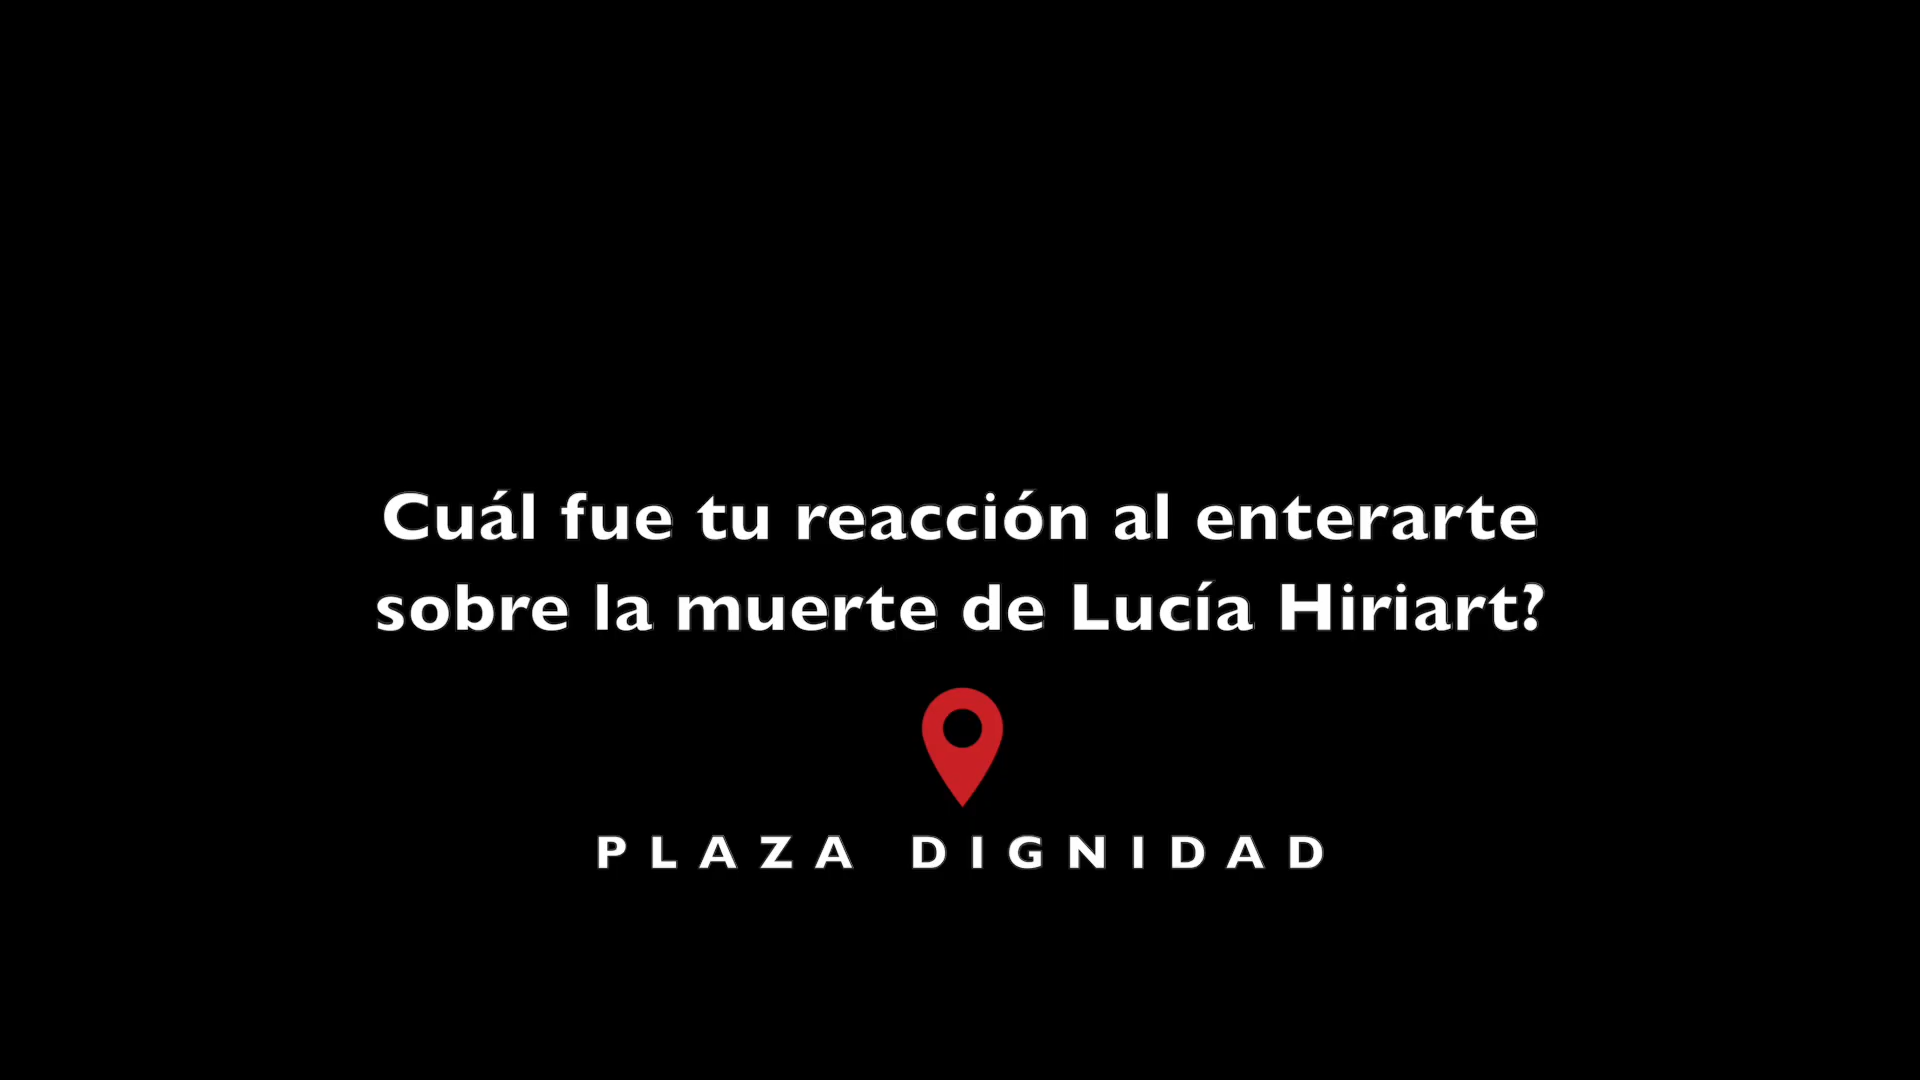 Cuál fue tu reacción al enterarte
sobre la muerte de Lucía Hiriart?
PLAZA DIGNIDAD